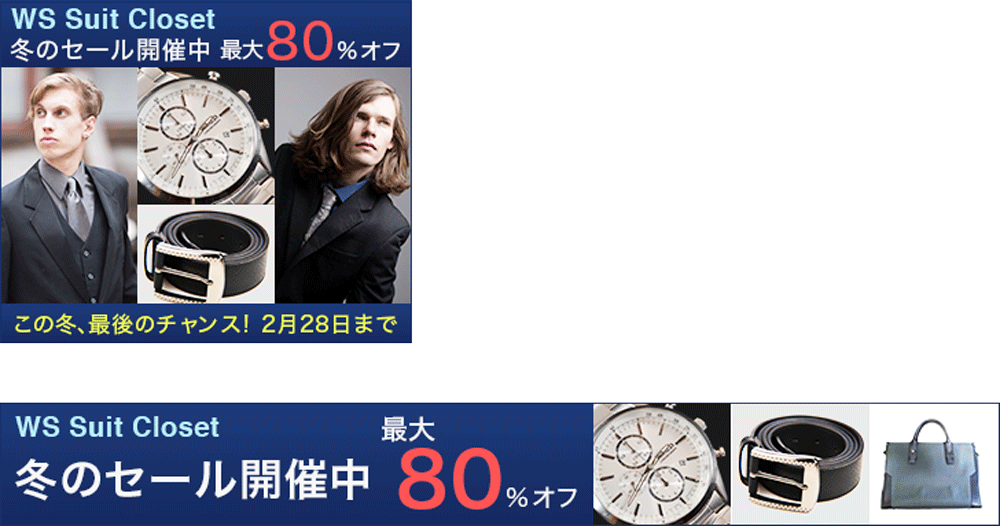 WS Suit Closet
冬のセール開催中 最大80%オフ
この冬、最後のチャンス! 2月28日まで
WS Suit Closet
最大
冬のセール開催中 80%オフ